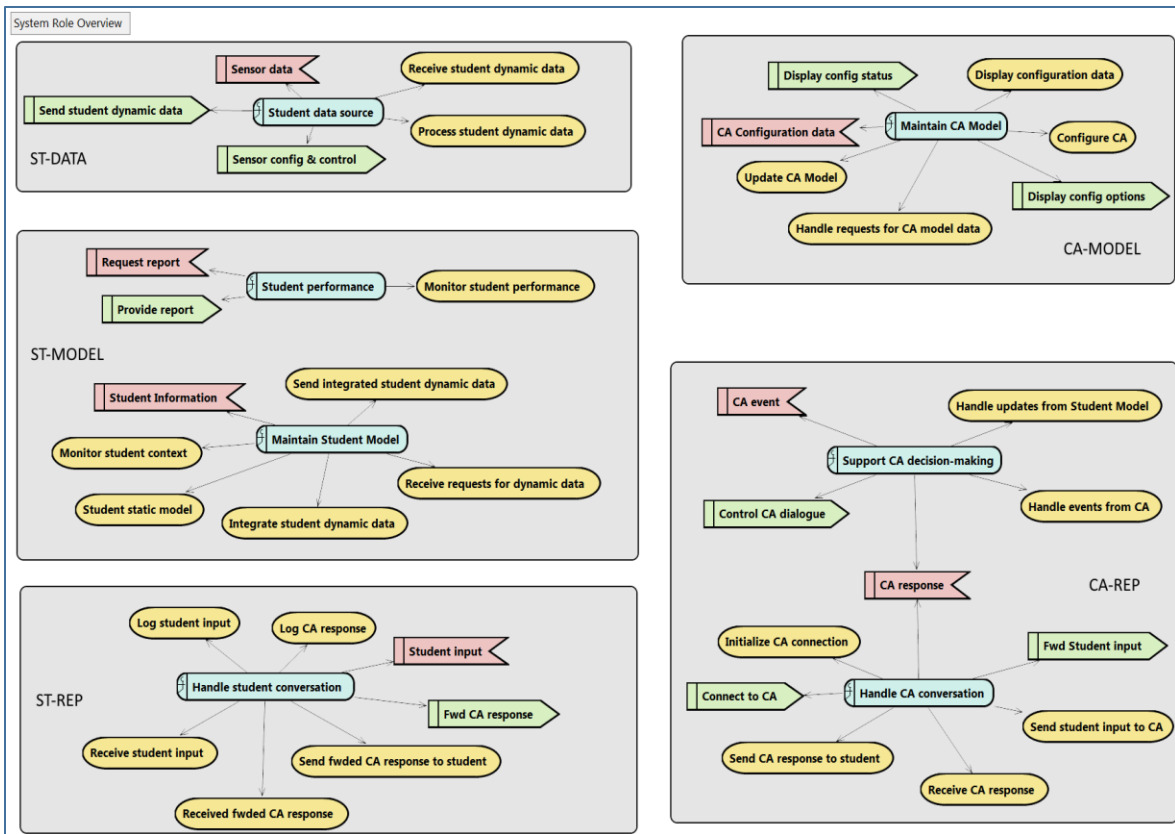 System Role Overview
Sensor data
Receive student dynamic data
Send student dynamic data
Student data source
Process student dynamic data
Sensor config & control
ST-DATA
Display config status
Display configuration data
CA Configuration data
Maintain CA Model
Configure CA
Update CA Model
Display config options
Handle requests for CA model data
CA-MODEL
Request report
Student performance
Monitor student performance
Provide report
ST-MODEL
Send integrated student dynamic data
Student Information
Maintain Student Model
Monitor student context
Receive requests for dynamic data
Student static model
Integrate student dynamic data
CA event
Handle updates from Student Model
Support CA decision-making
Control CA dialogue
Handle events from CA
CA response
CA-REP
Initialize CA connection
Fwd Student input
Connect to CA
Handle CA conversation
Send student input to CA
Send CA response to student
Receive CA response
Log student input
Log CA response
Student input
Handle student conversation
ST-REP
Fwd CA response
Receive student input
Send fwded CA response to student
Received fwded CA response